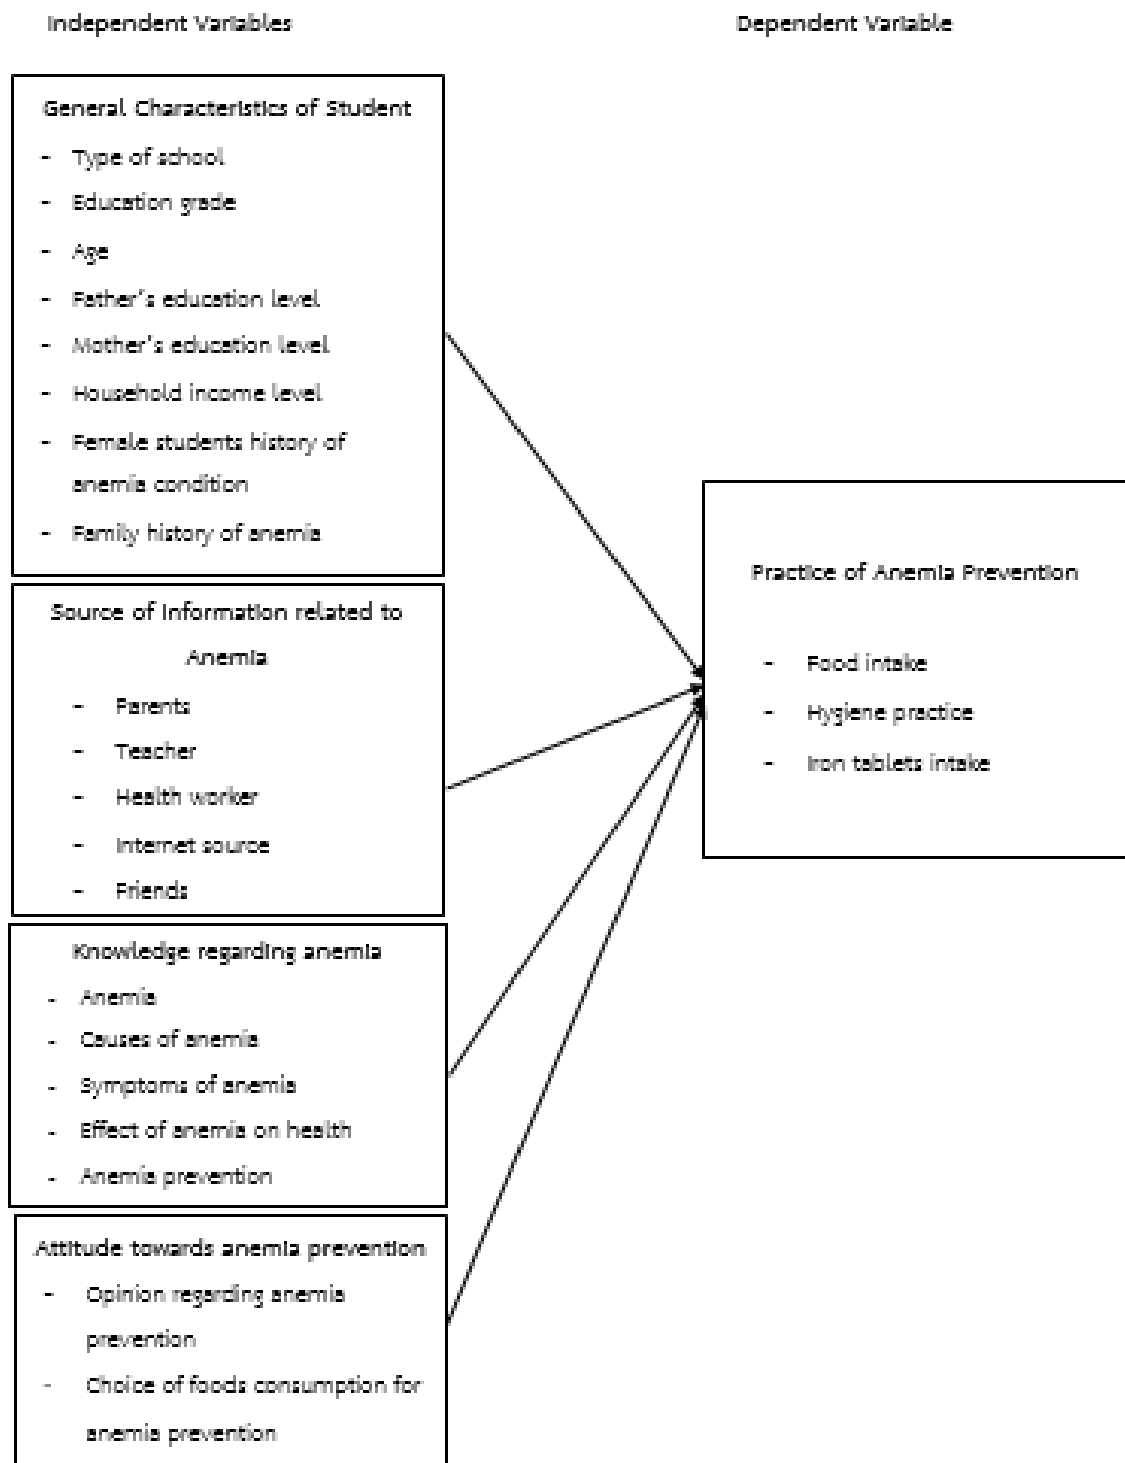 Independent Variables
Dependent Variable
General Characteristics of Student
- Type of school
- Education grade
- Age
- Father's education level
- Mother's education level
- Household income level
- Female students history of
anemia condition
- Family history of anemia
Source of Information related to
Anemia
- Parents
- Teacher
- Health worker
- Internet source
- Friends
Knowledge regarding anemia
- Anemia
- Causes of anemia
- Symptoms of anemia
- Effect of anemia on health
- Anemia prevention
Attitude towards anemia prevention
- Opinion regarding anemia
prevention
- Choice of foods consumption for
anemia prevention
Practice of Anemia Prevention
- Food intake
- Hygiene practice
- Iron tablets intake